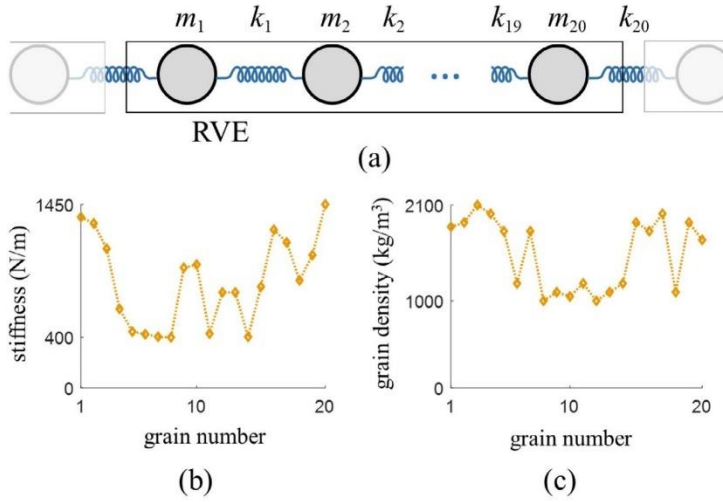 m₁ k₁ m₂ k₂ k₁₉ m₂₀ k₂₀
RVE
(a)
1450
400
0
stiffness (N/m)
1 10 20
grain number
(b)
2100
1000
0
grain density (kg/m³)
1 10 20
grain number
(c)